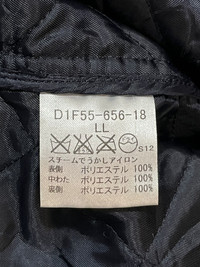 D1F55-656-18
LL
S12
スチームでうかしアイロン
表側 ポリエステル 100%
中わた ポリエステル 100%
裏側 ポリエステル 100%